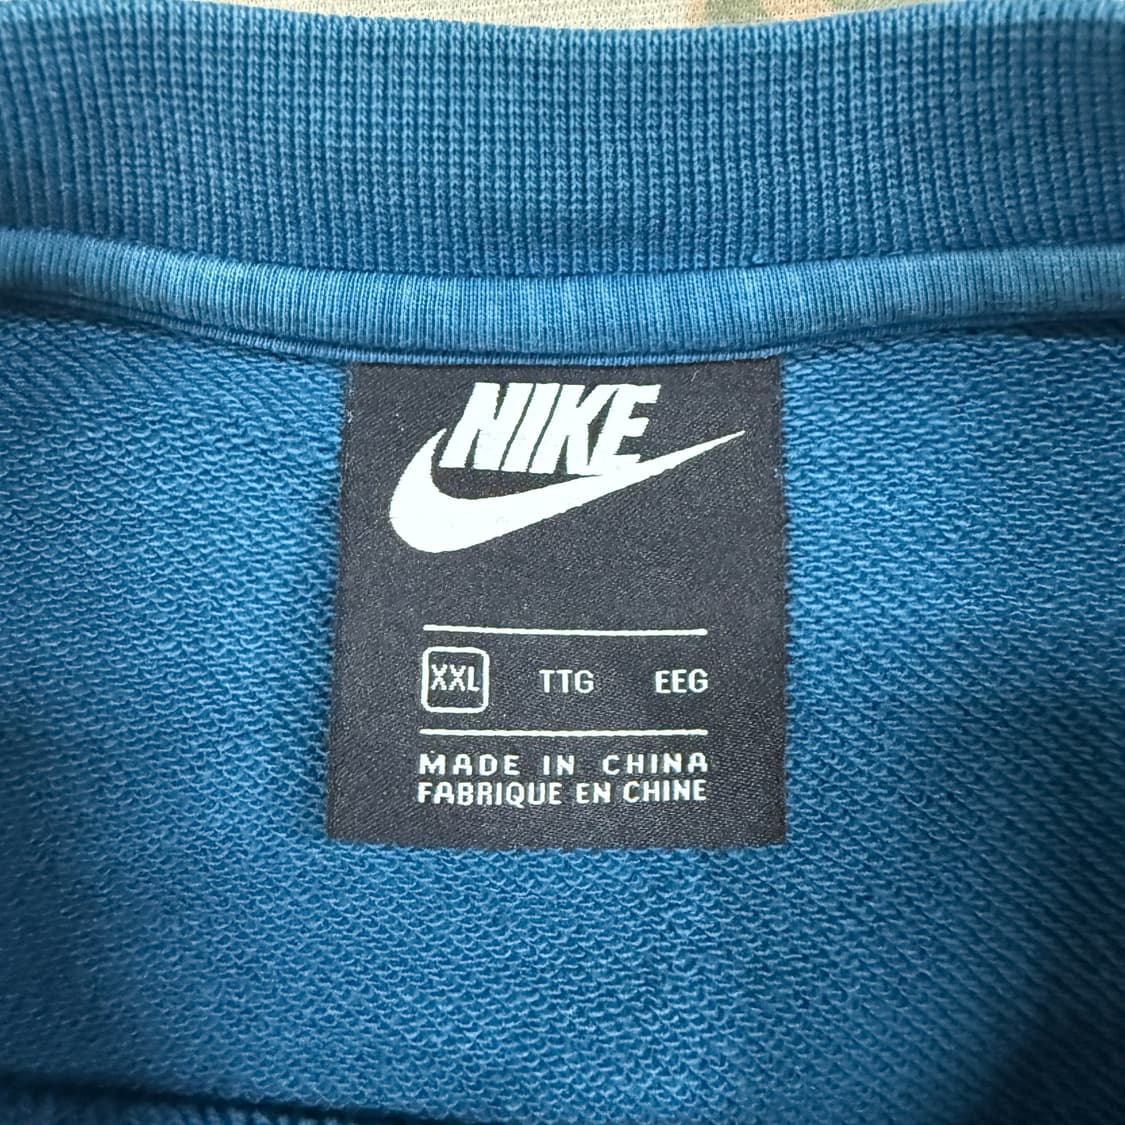 NIKE
XXL TTG EEG
MADE IN CHINA
FABRIQUE EN CHINE